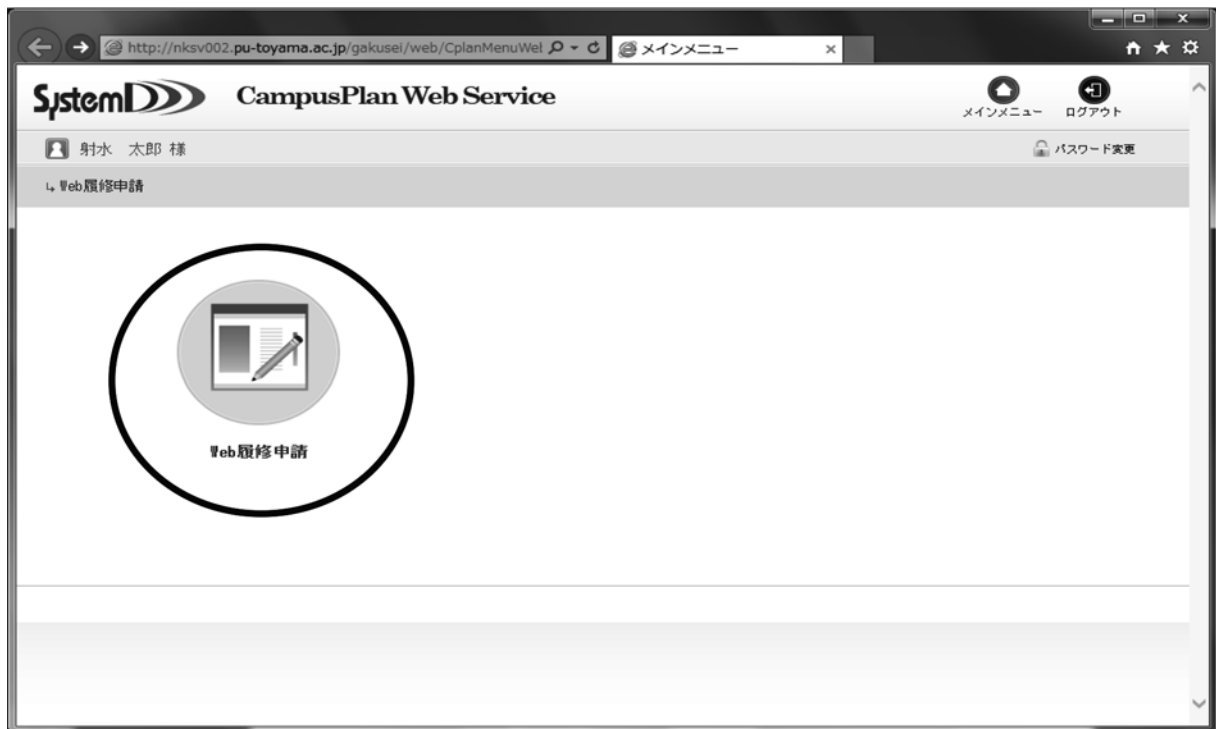 http://nksv002.pu-toyama.ac.jp/gakusei/web/CplanMenuWel
メインメニュー
SystemD CampusPlan Web Service
メインメニュー ログアウト
射水 太郎 様
パスワード変更
Web履修申請
Web履修申請